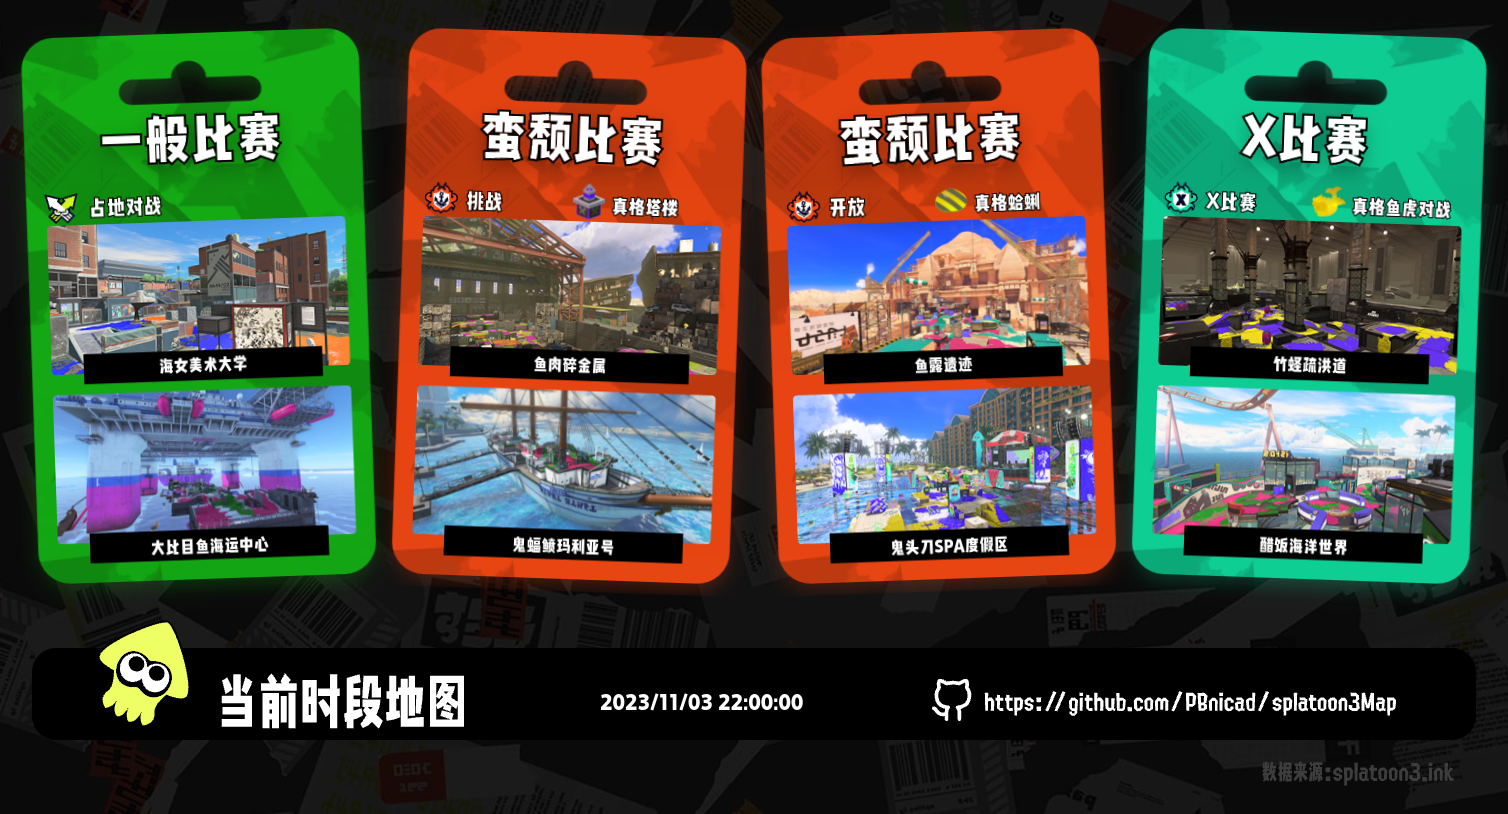 一般比赛
占地对战
海女美术大学
大比目鱼海运中心
蛮颓比赛
挑战
真格塔楼
鱼肉碎金属
鬼蝠鲼玛利亚号
蛮颓比赛
开放
真格蛤蜊
鱼露遗迹
鬼头刀SPA度假区
X比赛
X比赛
真格鱼虎对战
竹蛏疏洪道
醋饭海洋世界
当前时段地图
2023/11/03 22:00:00
https://github.com/PBnicad/splatoon3Map
数据来源:splatoon3.ink